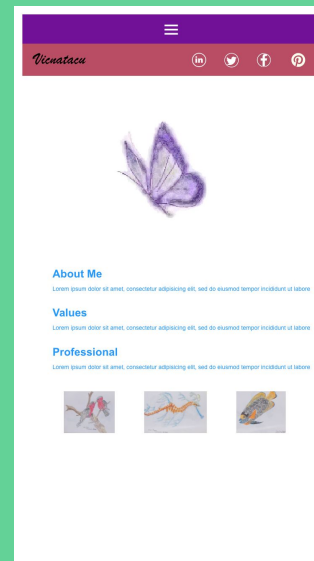 Vicnatacu
About Me
Lorem ipsum dolor sit amet, consectetur adipisicing elit, sed do eiusmod tempor incididunt ut labore
Values
Lorem ipsum dolor sit amet, consectetur adipisicing elit, sed do eiusmod tempor incididunt ut labore
Professional
Lorem ipsum dolor sit amet, consectetur adipisicing elit, sed do eiusmod tempor incididunt ut labore